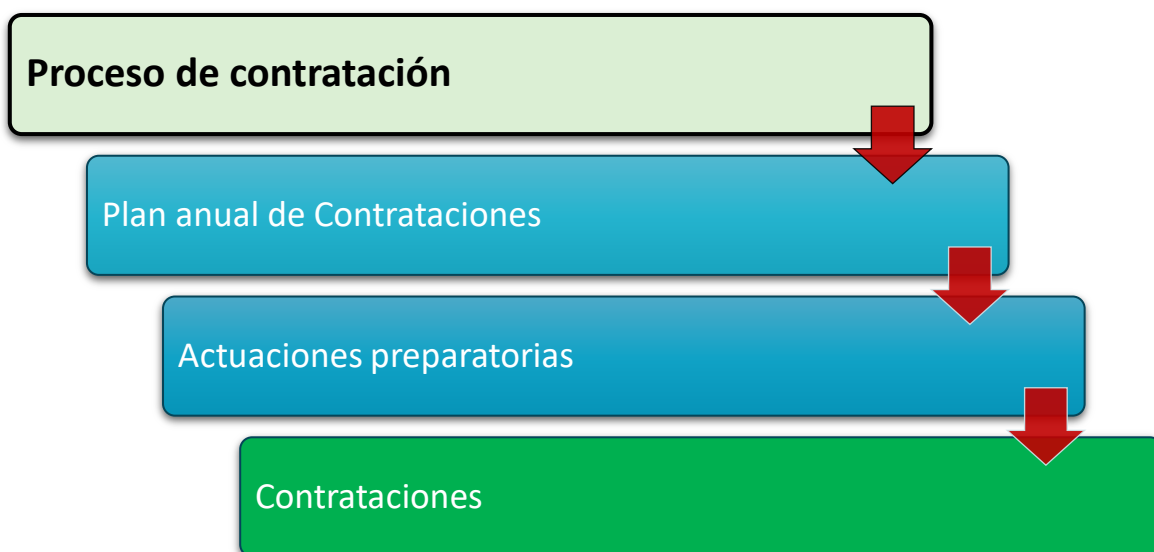 Proceso de contratación
Plan anual de Contrataciones
Actuaciones preparatorias
Contrataciones